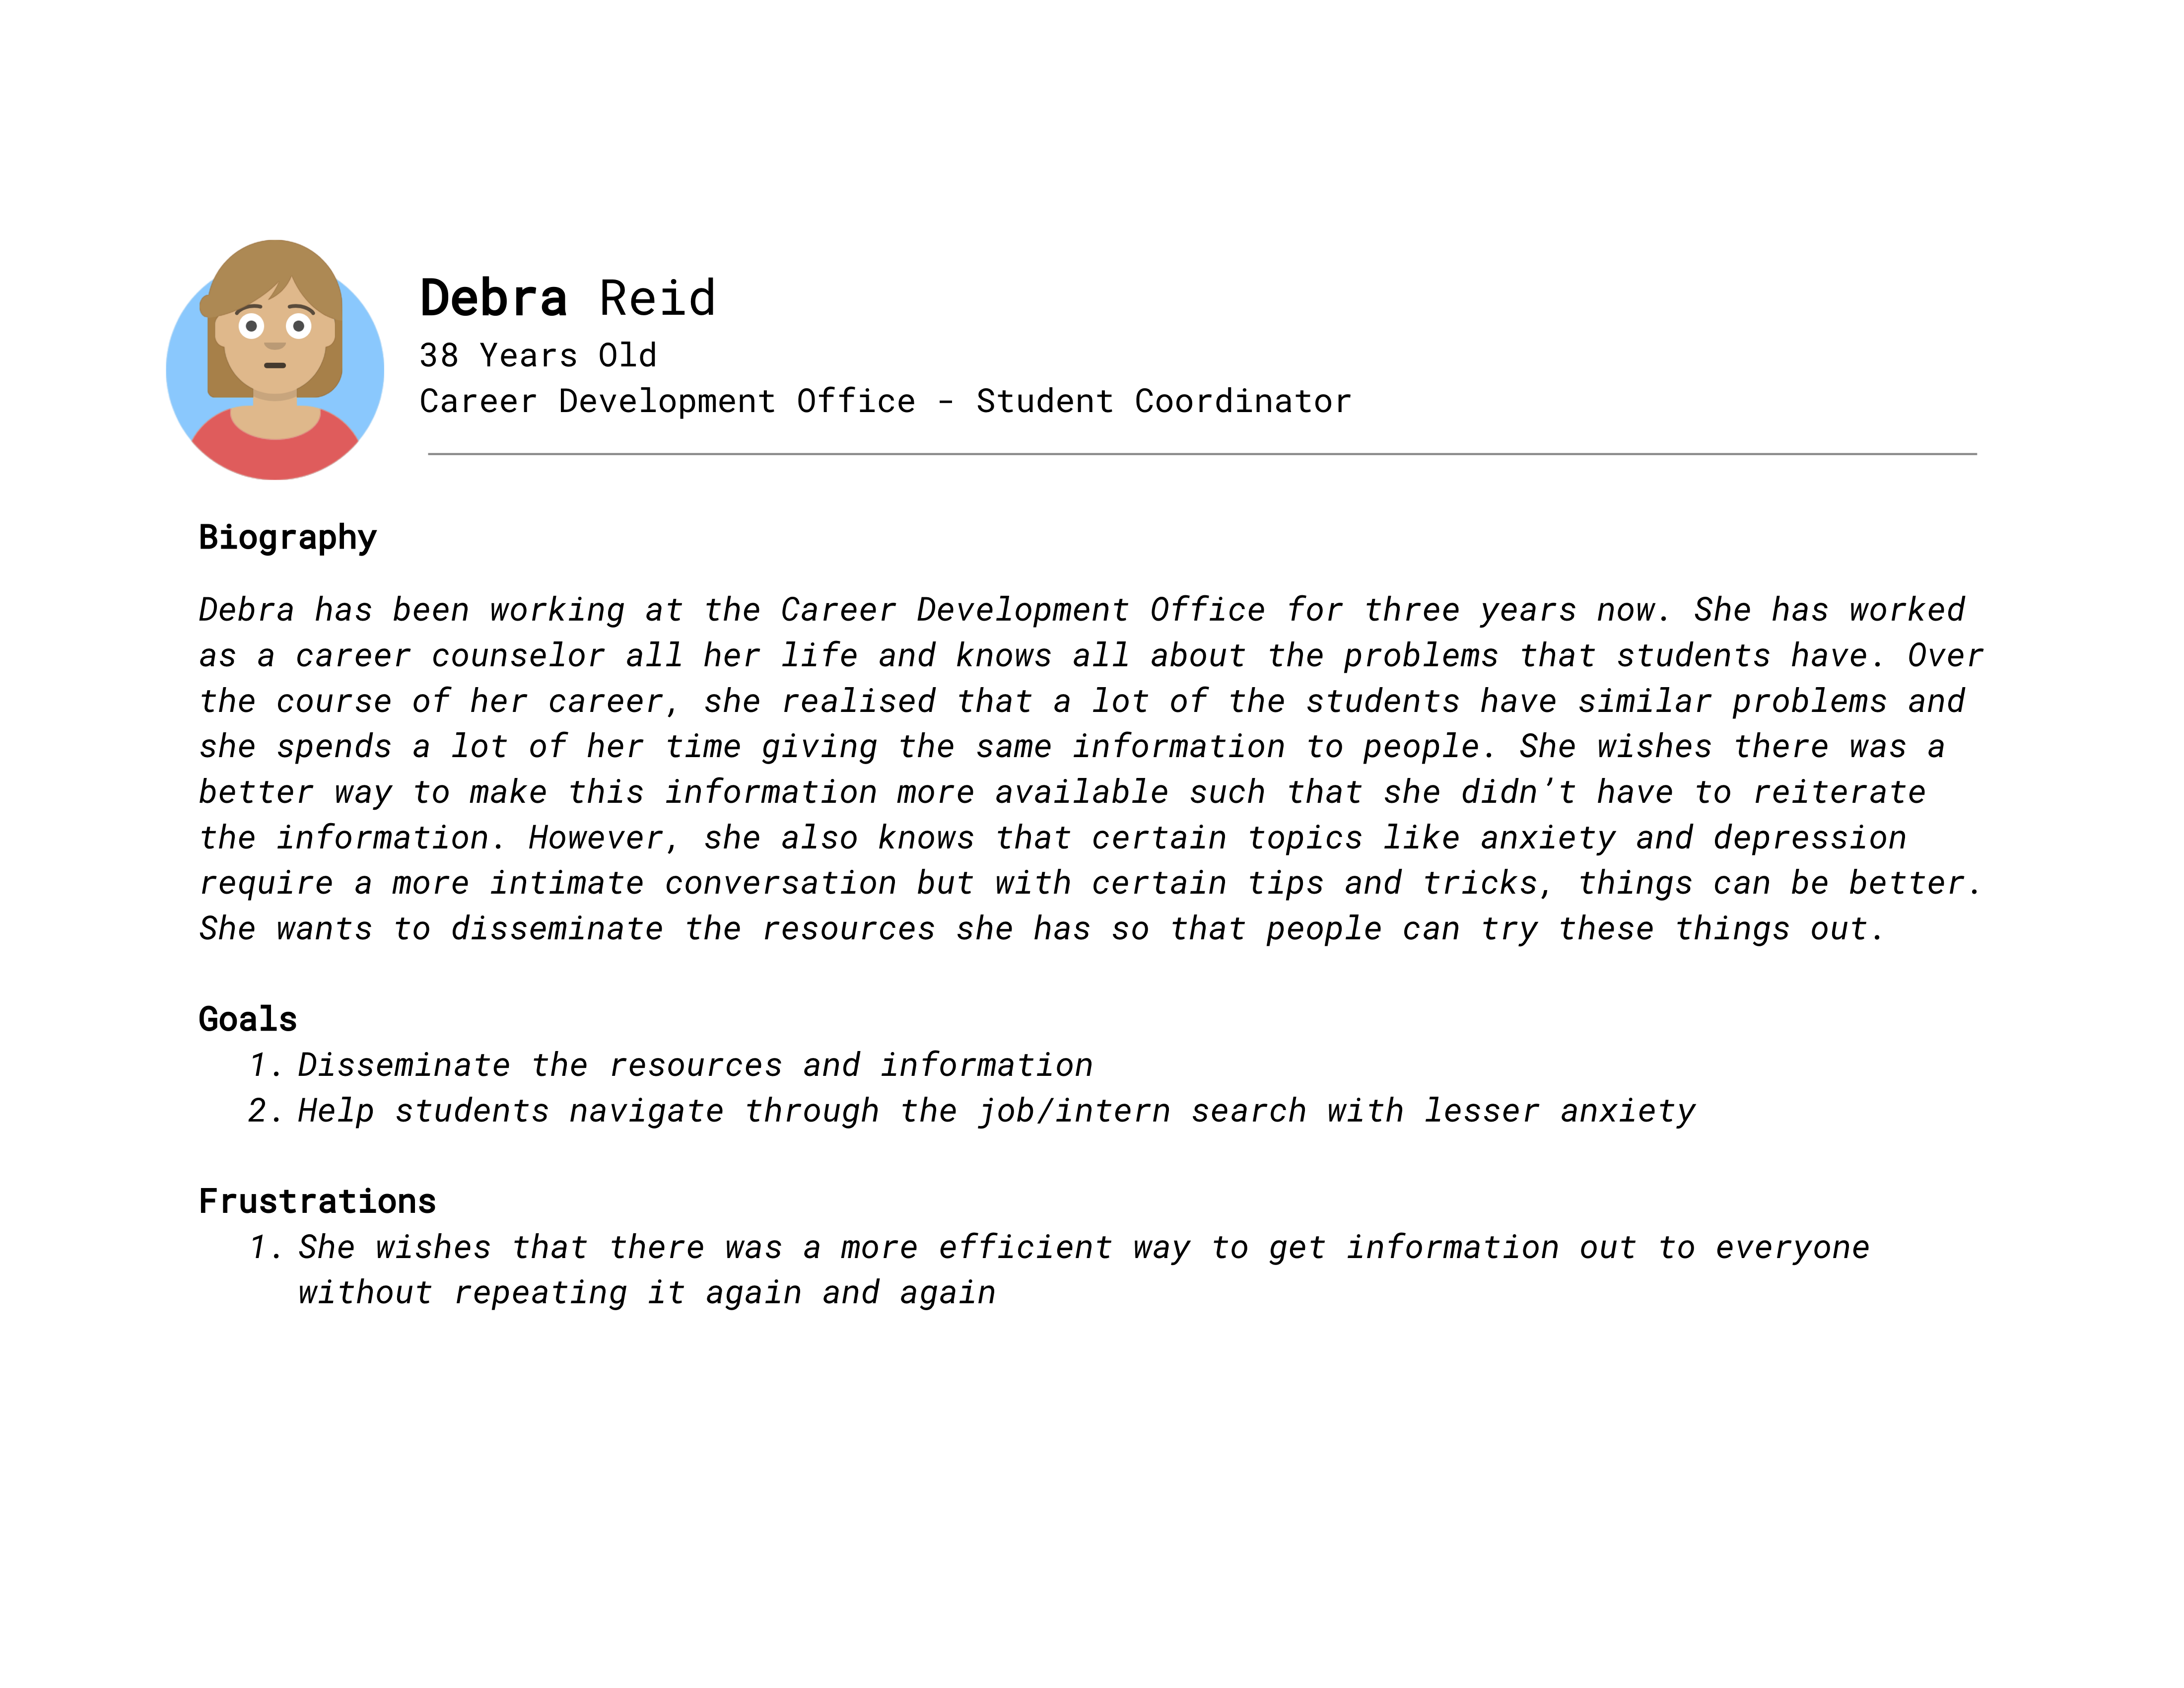 Debra Reid
38 Years Old
Career Development Office - Student Coordinator
Biography
Debra has been working at the Career Development Office for three years now. She has worked
as a career counselor all her life and knows all about the problems that students have. Over
the course of her career, she realised that a lot of the students have similar problems and
she spends a lot of her time giving the same information to people. She wishes there was a
better way to make this information more available such that she didn’t have to reiterate
the information. However, she also knows that certain topics like anxiety and depression
require a more intimate conversation but with certain tips and tricks, things can be better.
She wants to disseminate the resources she has so that people can try these things out.
Goals
1. Disseminate the resources and information
2. Help students navigate through the job/intern search with lesser anxiety
Frustrations
1. She wishes that there was a more efficient way to get information out to everyone
without repeating it again and again